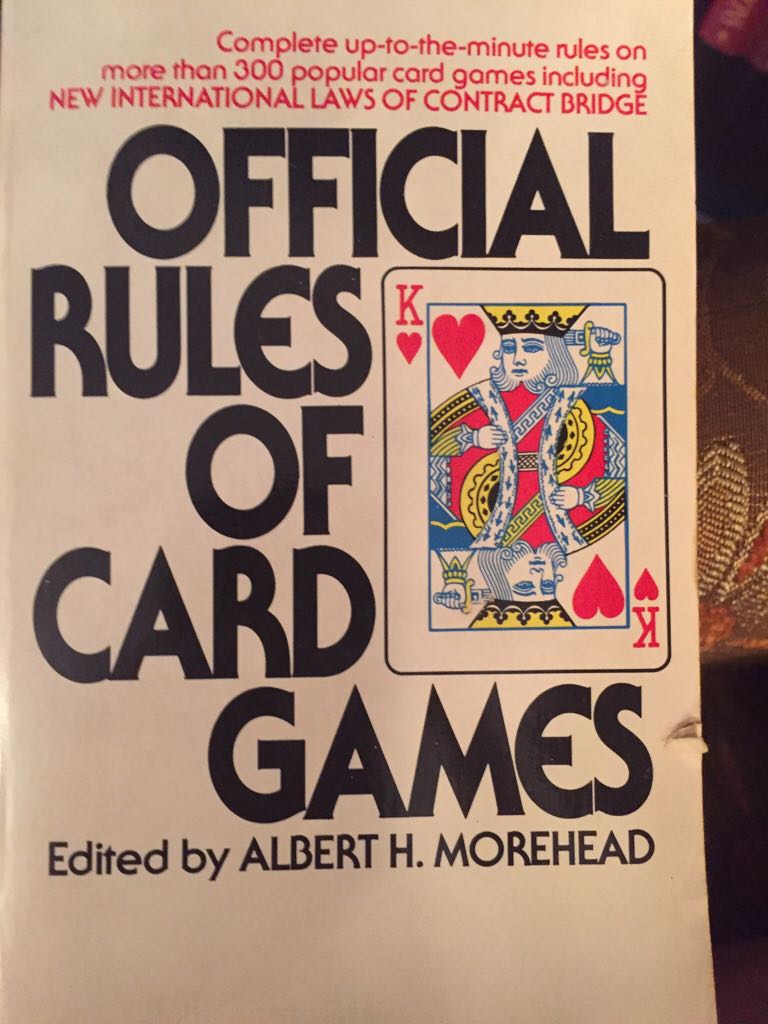 Complete up-to-the-minute rules on
more than 300 popular card games including
NEW INTERNATIONAL LAWS OF CONTRACT BRIDGE
OFFICIAL
RULES
OF
CARD
GAMES
K
K
Edited by ALBERT H. MOREHEAD